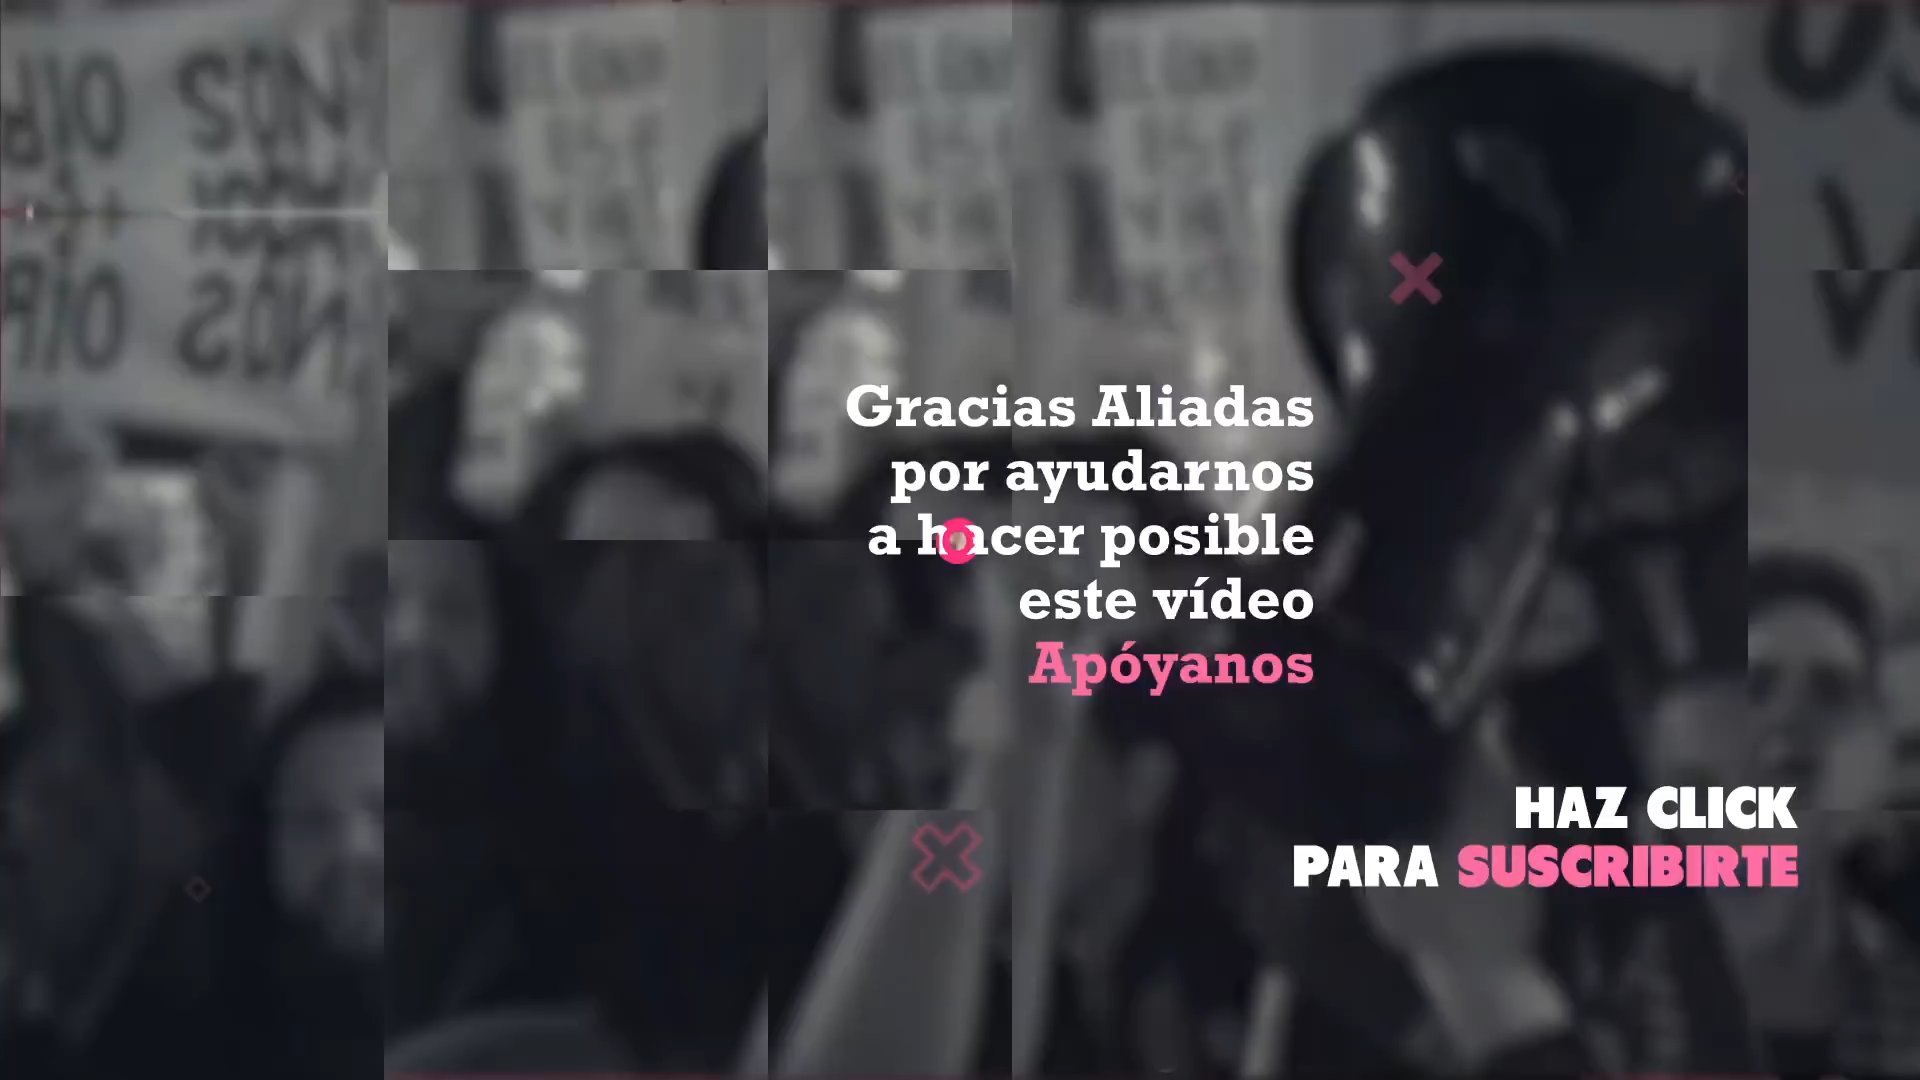 Gracias Aliadas
por ayudarnos
a hacer posible
este vídeo
Apóyanos
HAZ CLICK
PARA SUSCRIBIRTE